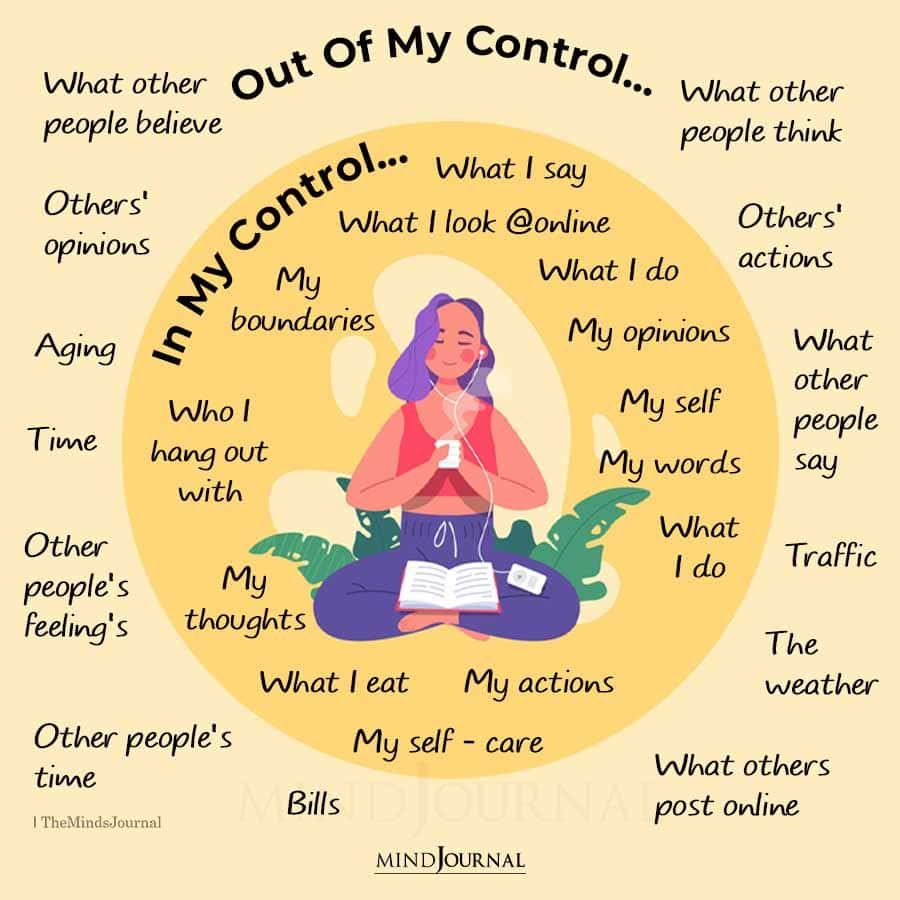 Out Of My Control...
What other
people believe
What other
people think
Others'
opinions
Others'
actions
Aging
What
other
people
say
Time
Other
people's
feeling's
Traffic
The
weather
Other people's
time
What others
post online
Bills
In My Control...
What I say
What I look @online
My
boundaries
What I do
My opinions
Who I
hang out
with
My self
My words
What
I do
My
thoughts
What I eat
My actions
My self - care
MINDJOURNAL
| TheMindsJournal
MINDJOURNAL